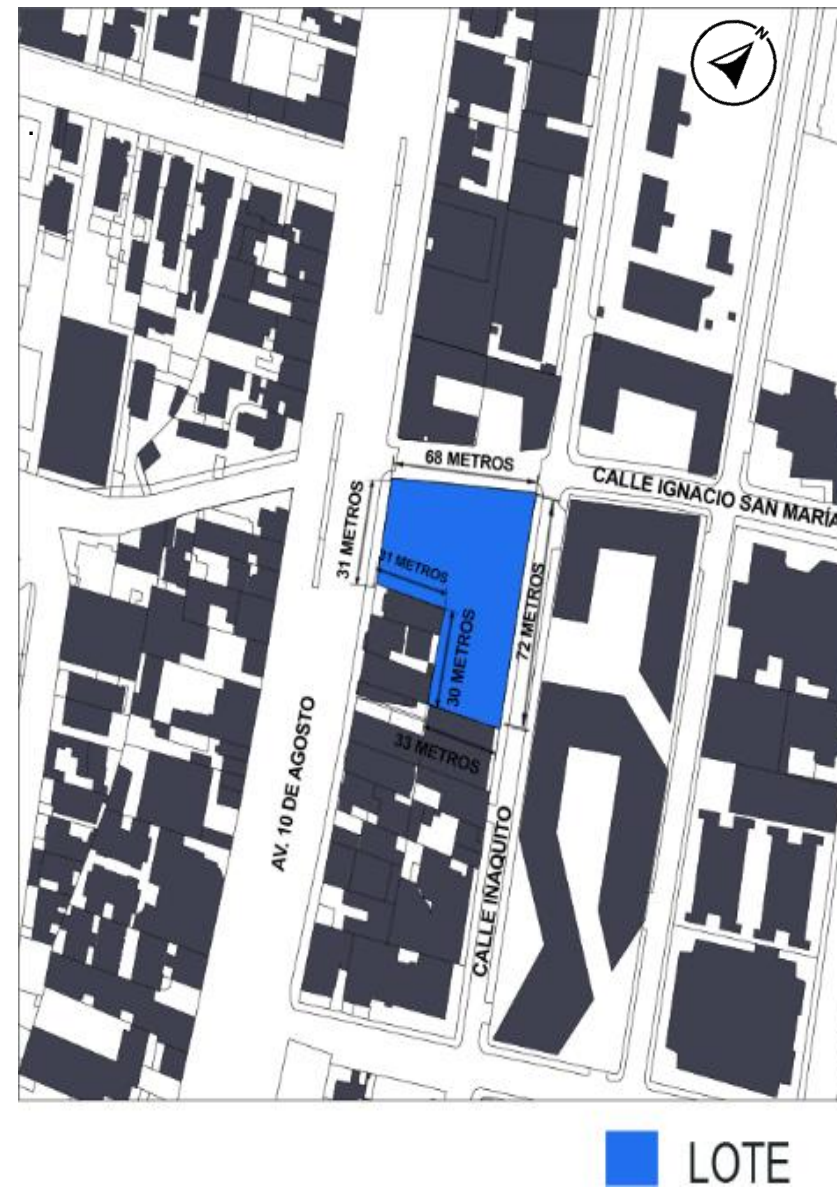 N
68 METROS
CALLE IGNACIO SAN MARÍA
31 METROS
31 METROS
72 METROS
30 METROS
33 METROS
AV. 10 DE AGOSTO
CALLE INAQUITO
LOTE